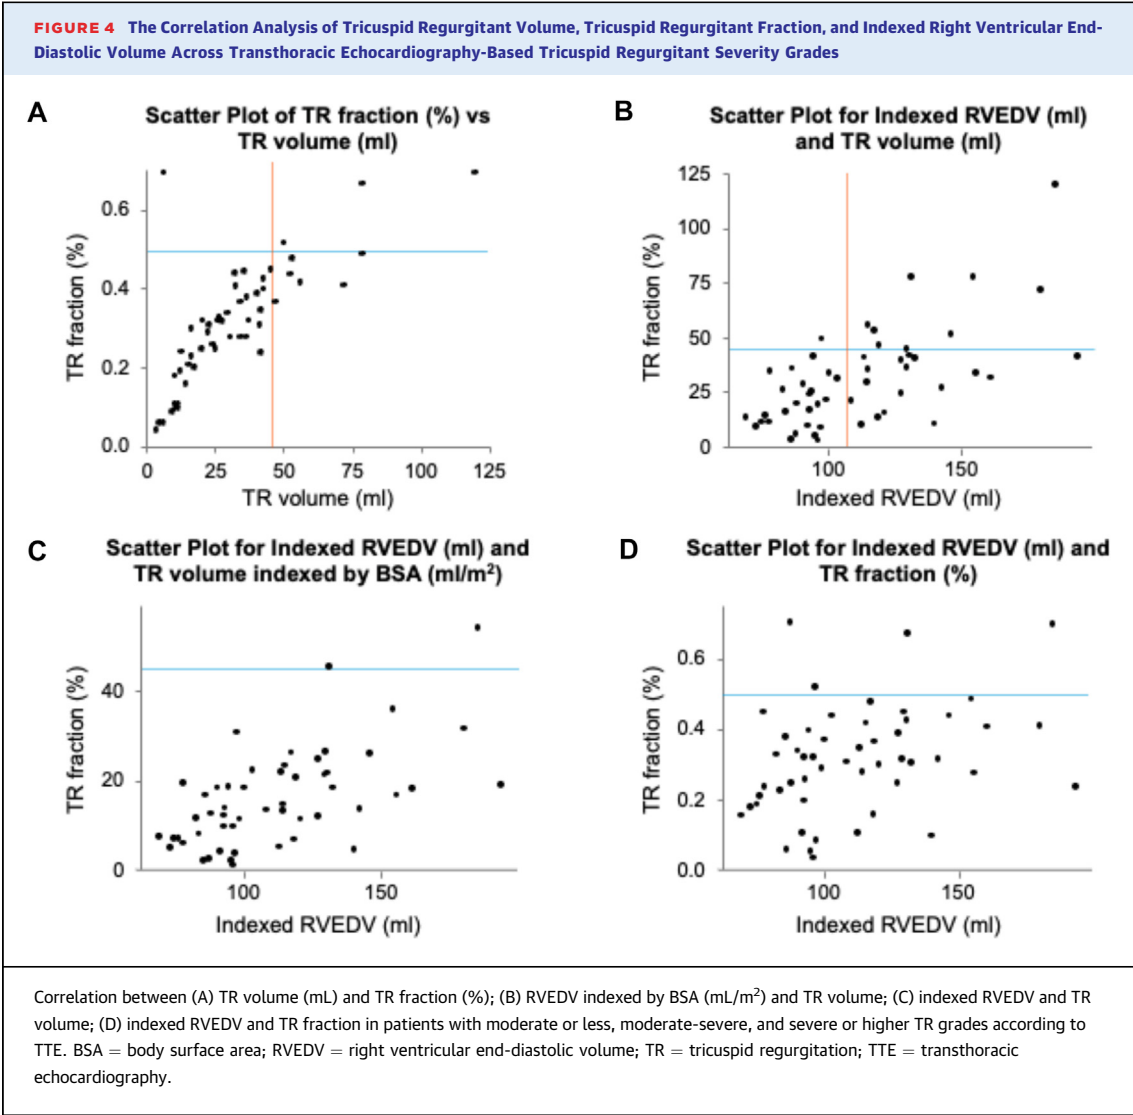 FIGURE 4 The Correlation Analysis of Tricuspid Regurgitant Volume, Tricuspid Regurgitant Fraction, and Indexed Right Ventricular End-
Diastolic Volume Across Transthoracic Echocardiography-Based Tricuspid Regurgitant Severity Grades
A
Scatter Plot of TR fraction (%) vs
TR volume (ml)
TR fraction (%)
0.6
0.4
0.2
0.0
0 25 50 75 100 125
TR volume (ml)
B
Scatter Plot for Indexed RVEDV (ml)
and TR volume (ml)
TR fraction (%)
125
100
75
50
25
0
100 150
Indexed RVEDV (ml)
C
Scatter Plot for Indexed RVEDV (ml) and
TR volume indexed by BSA (ml/m²)
TR fraction (%)
40
20
0
100 150
Indexed RVEDV (ml)
D
Scatter Plot for Indexed RVEDV (ml) and
TR fraction (%)
TR fraction (%)
0.6
0.4
0.2
0.0
100 150
Indexed RVEDV (ml)
Correlation between (A) TR volume (mL) and TR fraction (%); (B) RVEDV indexed by BSA (mL/m²) and TR volume; (C) indexed RVEDV and TR
volume; (D) indexed RVEDV and TR fraction in patients with moderate or less, moderate-severe, and severe or higher TR grades according to
TTE. BSA = body surface area; RVEDV = right ventricular end-diastolic volume; TR = tricuspid regurgitation; TTE = transthoracic
echocardiography.